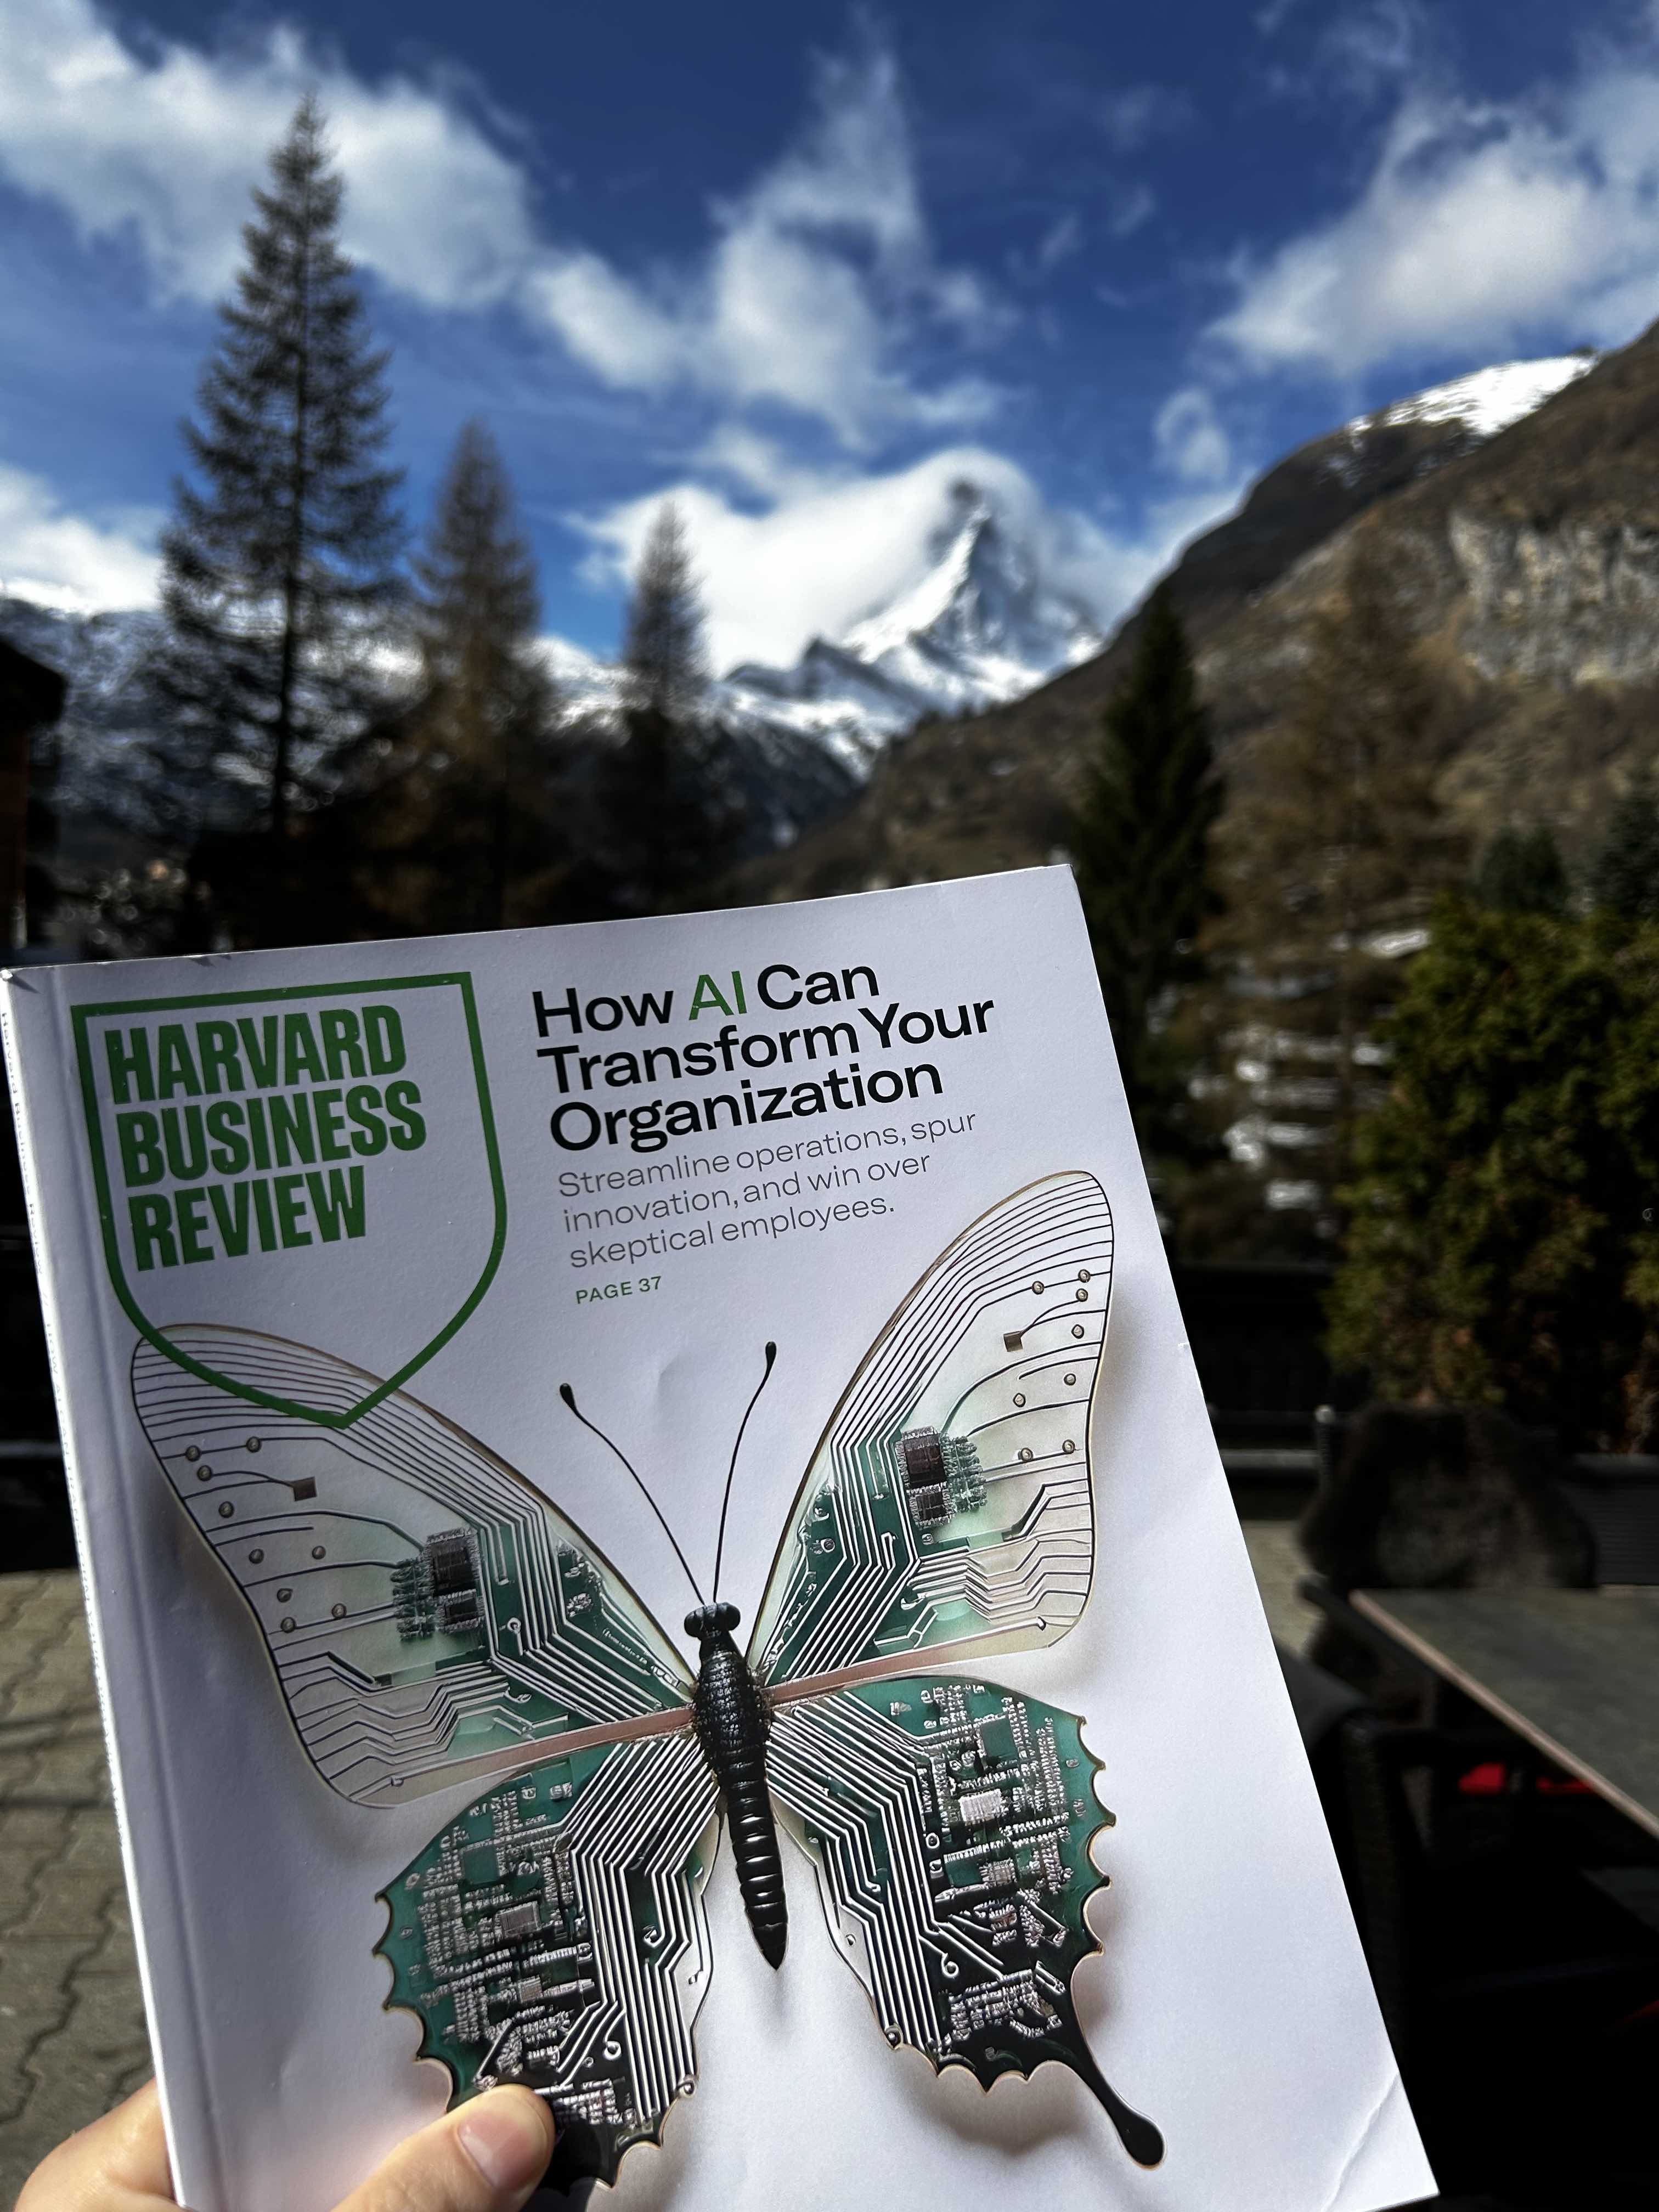 HARVARD
BUSINESS
REVIEW
How AI Can
Transform Your
Organization
Streamline operations, spur
innovation, and win over
skeptical employees.
PAGE 37